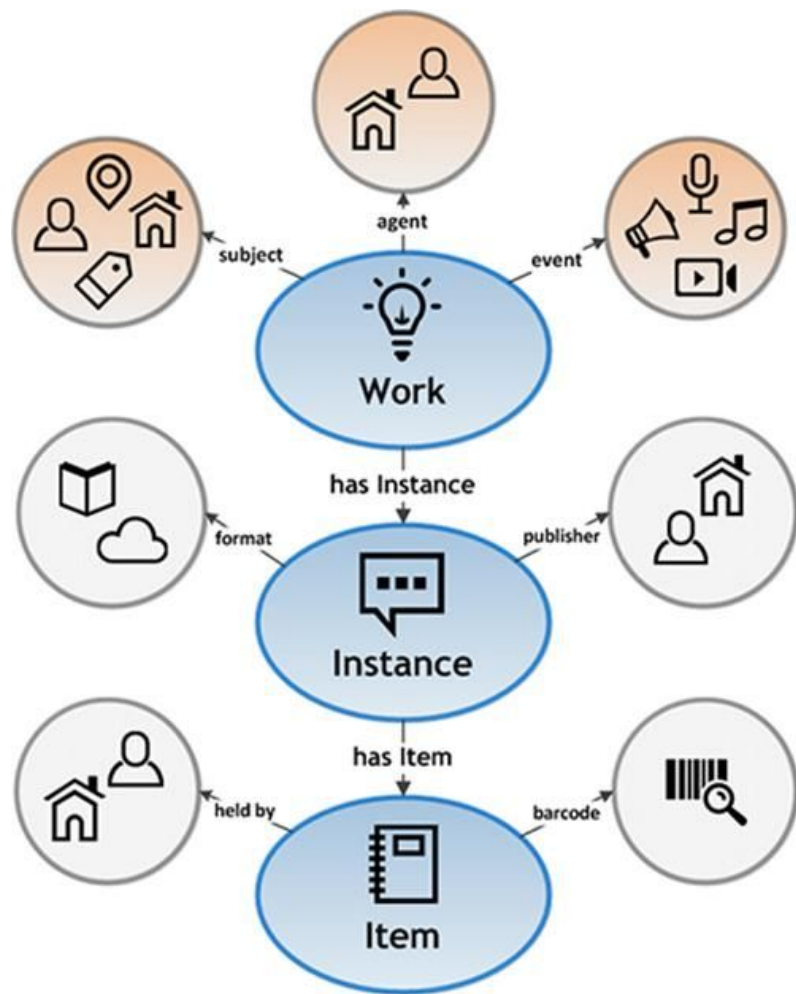 agent
subject
event
Work
has Instance
format
publisher
Instance
has Item
held by
barcode
Item